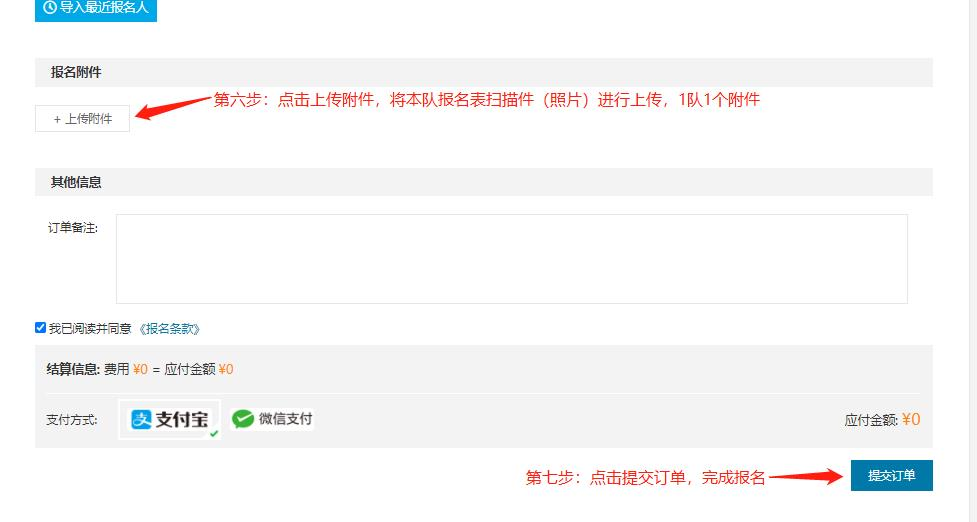 导入最近报名人
报名附件
第六步：点击上传附件，将本队报名表扫描件（照片）进行上传，1队1个附件
+ 上传附件
其他信息
订单备注:
我已阅读并同意 《报名条款》
结算信息: 费用 ¥0 = 应付金额 ¥0
支付方式: 支付宝 微信支付 应付金额: ¥0
第七步：点击提交订单，完成报名 提交订单